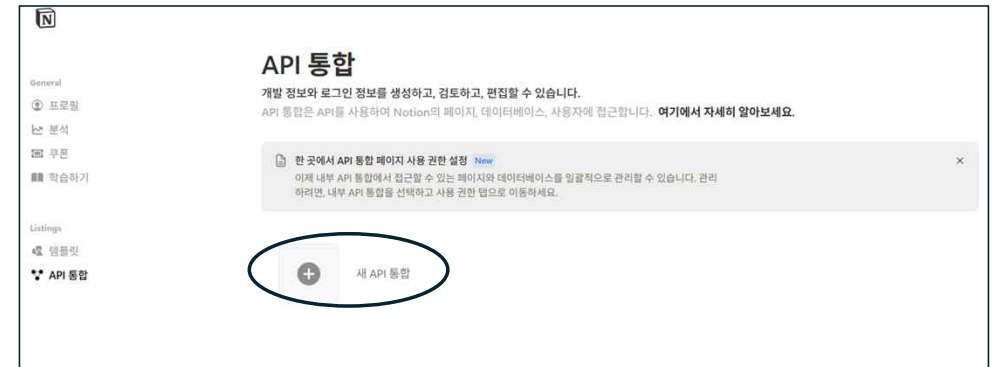 N
General
프로필
분석
쿠폰
학습하기
Listings
템플릿
API 통합
API 통합
개발 정보와 로그인 정보를 생성하고, 검토하고, 편집할 수 있습니다.
API 통합은 API를 사용하여 Notion의 페이지, 데이터베이스, 사용자에 접근합니다. 여기에서 자세히 알아보세요.
한 곳에서 API 통합 페이지 사용 권한 설정 New
이제 내부 API 통합에서 접근할 수 있는 페이지와 데이터베이스를 일괄적으로 관리할 수 있습니다. 관리
하려면, 내부 API 통합을 선택하고 사용 권한 탭으로 이동하세요.
새 API 통합